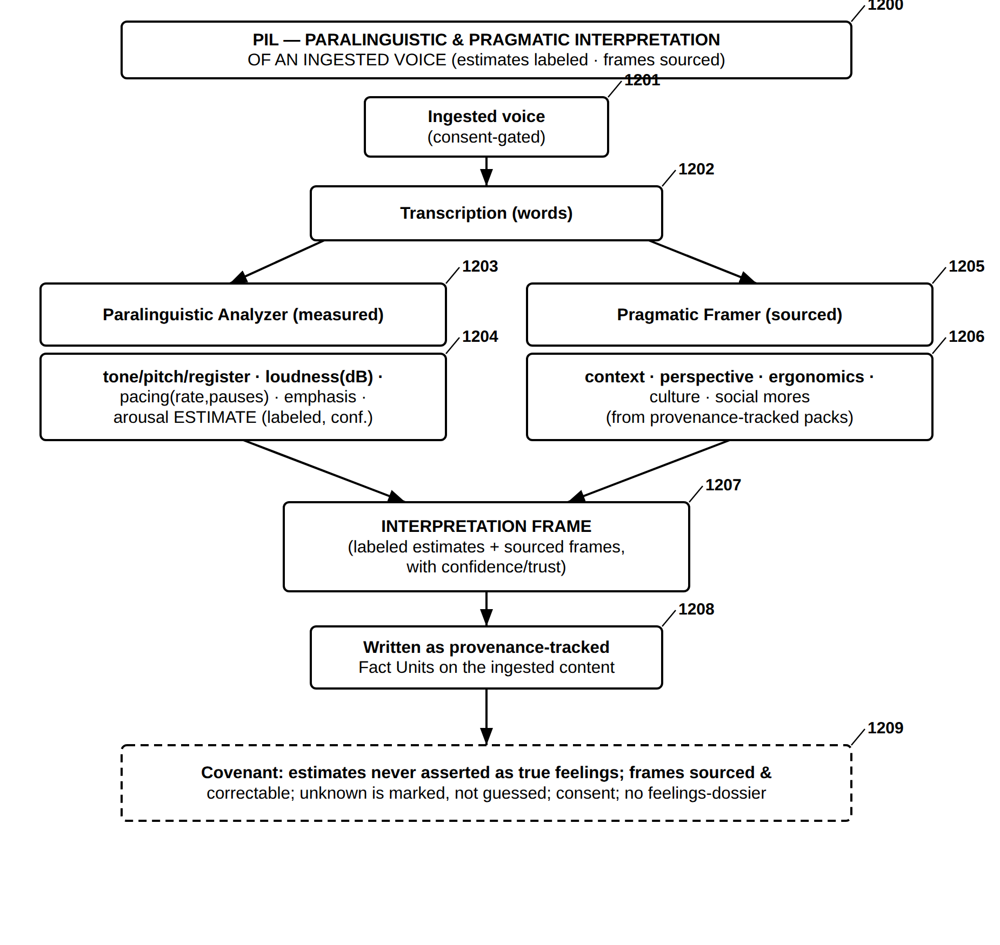 1200
PIL — PARALINGUISTIC & PRAGMATIC INTERPRETATION
OF AN INGESTED VOICE (estimates labeled · frames sourced)
1201
Ingested voice
(consent-gated)
1202
Transcription (words)
1203
Paralinguistic Analyzer (measured)
1205
Pragmatic Framer (sourced)
1204
tone/pitch/register · loudness(dB) ·
pacing(rate,pauses) · emphasis ·
arousal ESTIMATE (labeled, conf.)
1206
context · perspective · ergonomics ·
culture · social mores
(from provenance-tracked packs)
1207
INTERPRETATION FRAME
(labeled estimates + sourced frames,
with confidence/trust)
1208
Written as provenance-tracked
Fact Units on the ingested content
1209
Covenant: estimates never asserted as true feelings; frames sourced &
correctable; unknown is marked, not guessed; consent; no feelings-dossier